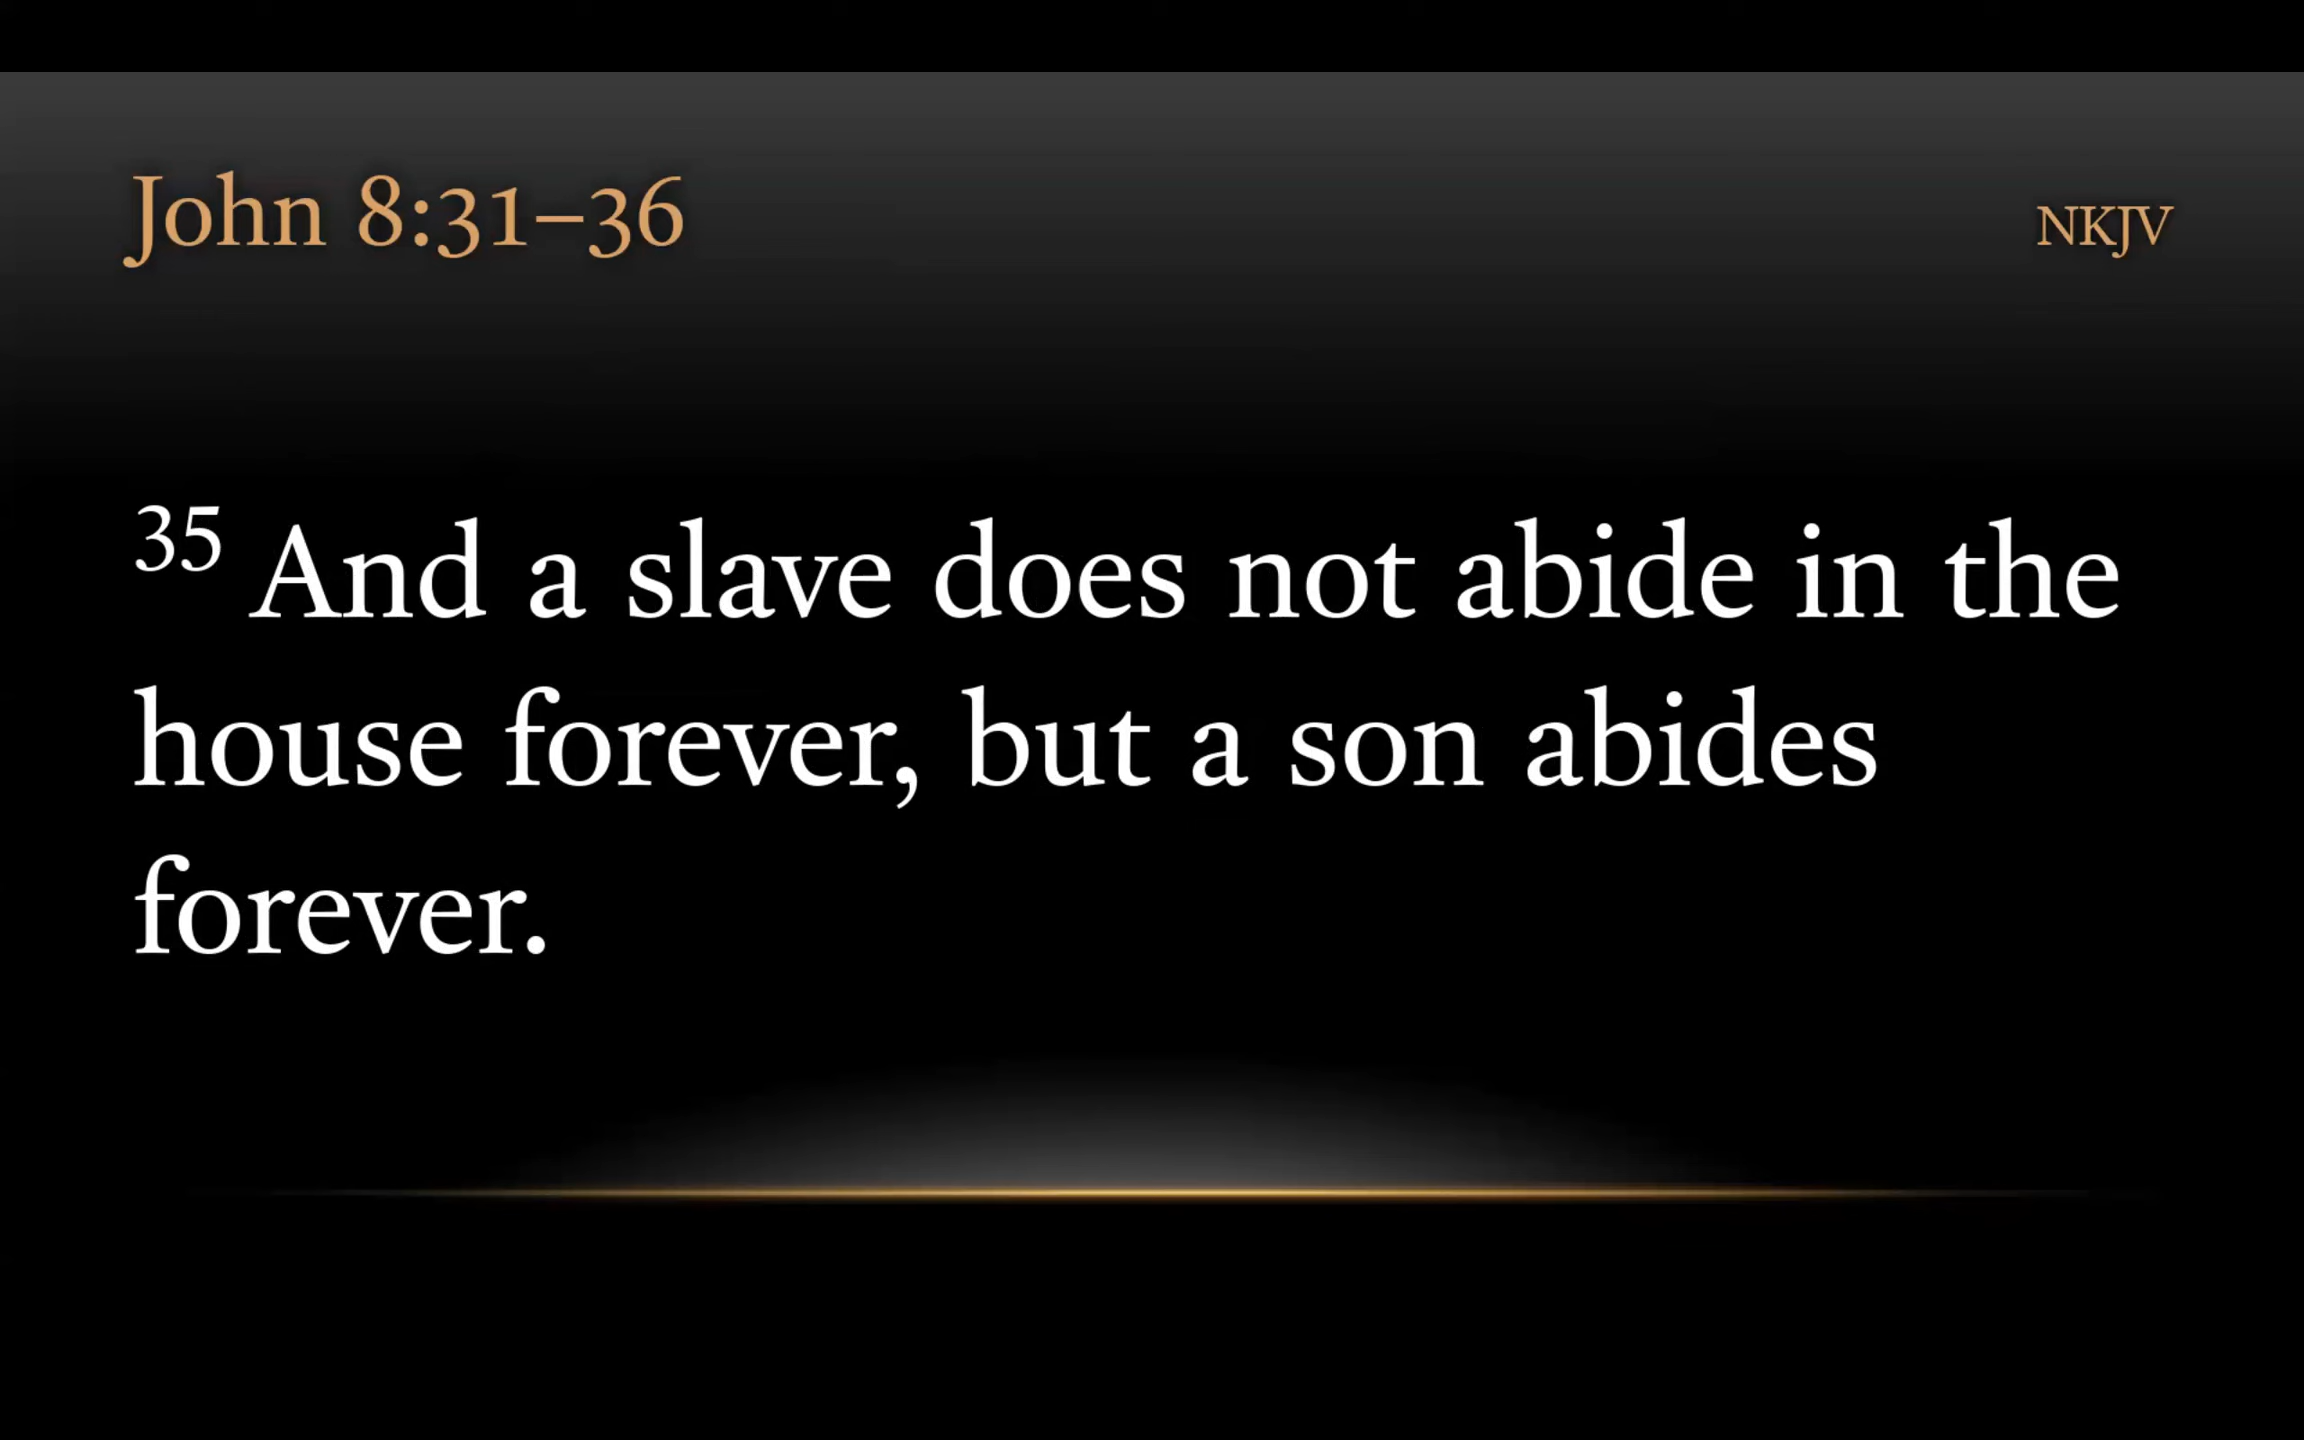 John 8:31–36
NKJV
35 And a slave does not abide in the
house forever, but a son abides
forever.